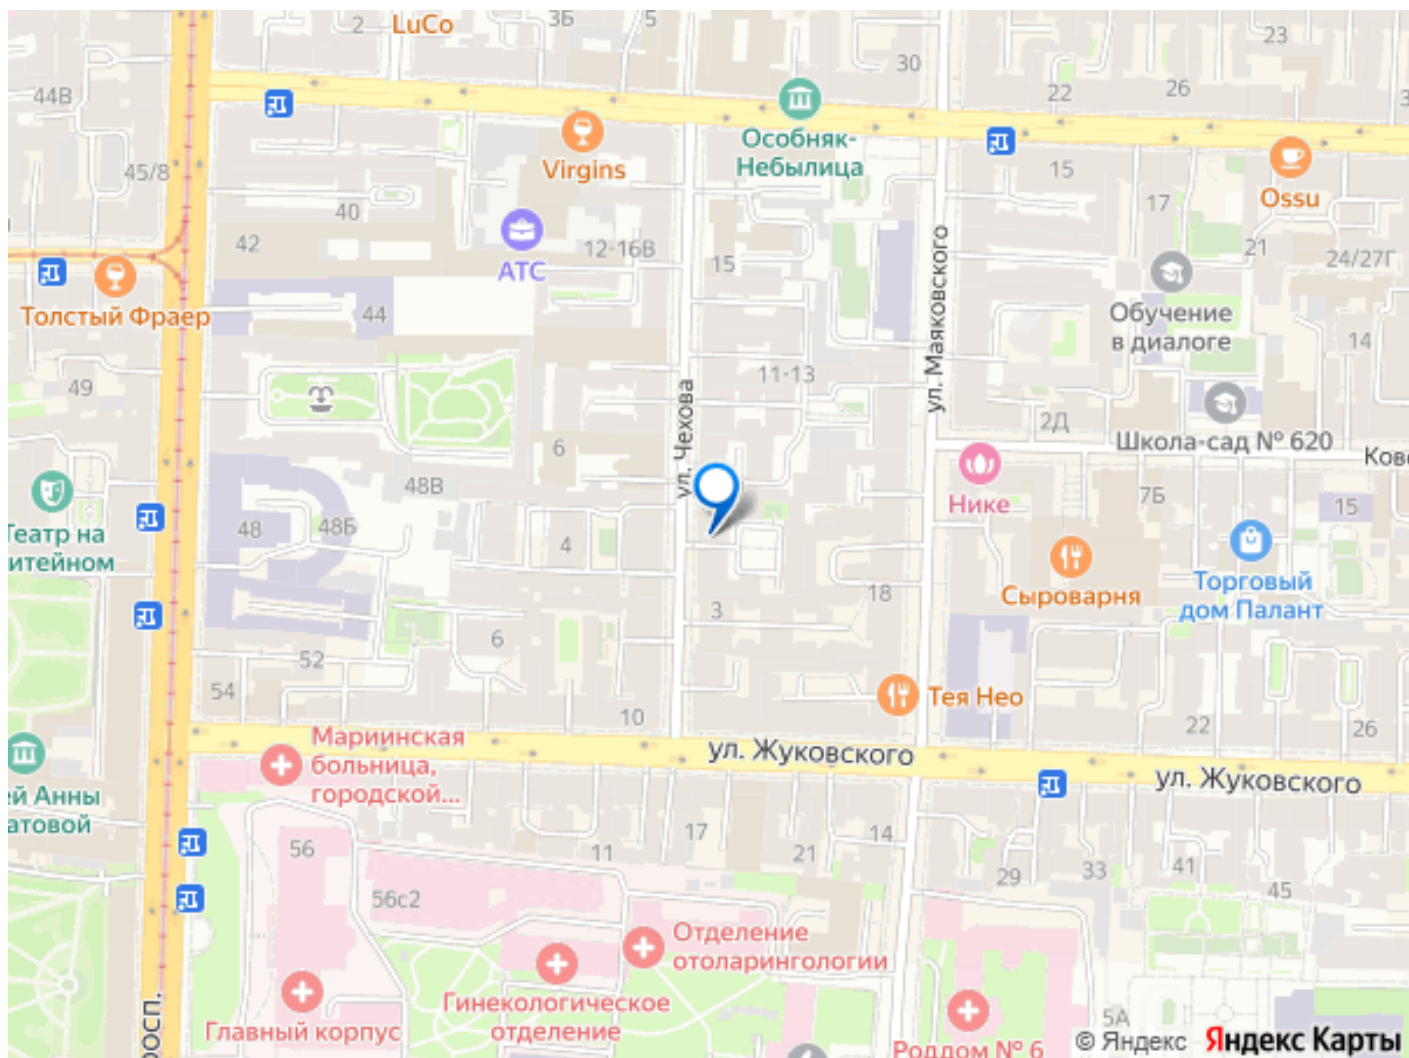 2
LuCo
3Б
5
30
23
44В
22
26
Особняк-
Небылица
Virgins
45/8
15
Ossu
40
17
42
12-16В
15
21
24/27Г
АТС
Толстый Фраер
44
Обучение
в диалоге
14
ул. Маяковского
49
11-13
ул. Чехова
2Д
Школа-сад № 620
6
48В
Нике
7Б
15
48
48Б
4
Театр на
Сыроварня
Торговый
дом Палант
18
3
6
52
54
10
Тея Нео
22
26
Мариинская
больница,
городской...
ул. Жуковского
ул. Жуковского
ей Анны
атовой
17
14
56
11
21
41
33
29
45
56с2
Отделение
отоларингологии
Гинекологическое
отделение
Главный корпус
5А
Роддом № 6
© Яндекс Яндекс Карты